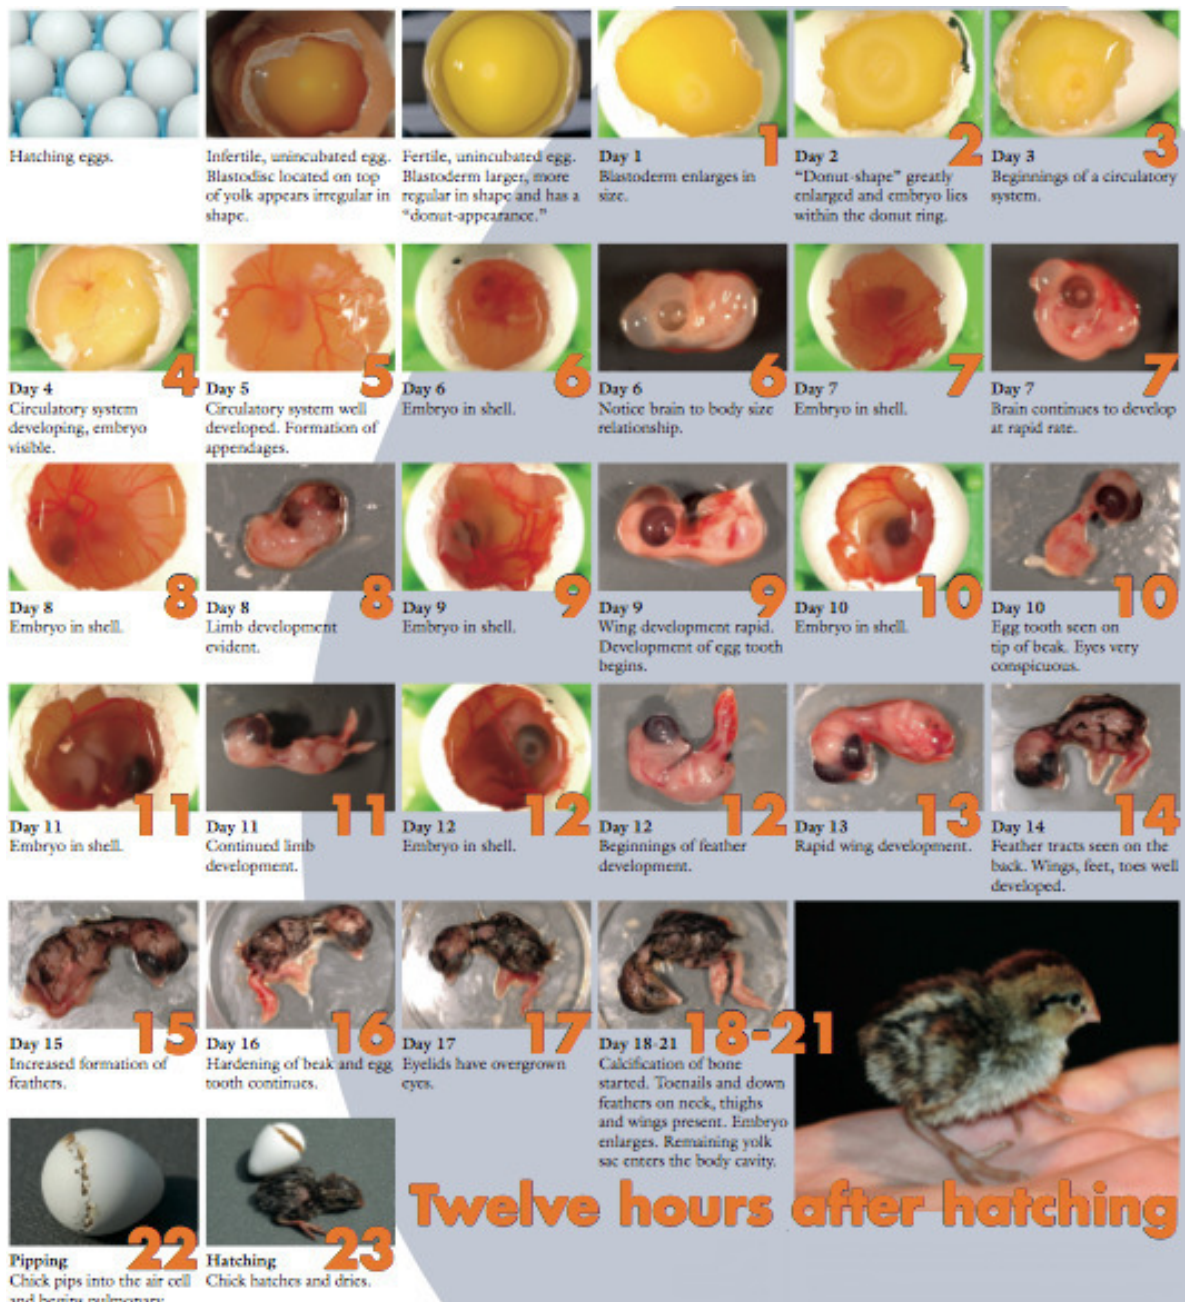 Hatching eggs.
Infertile, unincubated egg.
Blastodisc located on top
of yolk appears irregular in
shape.
Fertile, unincubated egg.
Blastoderm larger, more
regular in shape and has a
“donut-appearance.”
1
Day 1
Blastoderm enlarges in
size.
2
Day 2
“Donut-shape” greatly
enlarged and embryo lies
within the donut ring.
3
Day 3
Beginnings of a circulatory
system.
4
Day 4
Circulatory system
developing, embryo
visible.
5
Day 5
Circulatory system well
developed. Formation of
appendages.
6
Day 6
Embryo in shell.
6
Day 6
Notice brain to body size
relationship.
7
Day 7
Embryo in shell.
7
Day 7
Brain continues to develop
at rapid rate.
8
Day 8
Embryo in shell.
8
Day 8
Limb development
evident.
9
Day 9
Embryo in shell.
9
Day 9
Wing development rapid.
Development of egg tooth
begins.
10
Day 10
Embryo in shell.
10
Day 10
Egg tooth seen on
tip of beak. Eyes very
conspicuous.
11
Day 11
Embryo in shell.
11
Day 11
Continued limb
development.
12
Day 12
Embryo in shell.
12
Day 12
Beginnings of feather
development.
13
Day 13
Rapid wing development.
14
Day 14
Feather tracts seen on the
back. Wings, feet, toes well
developed.
15
Day 15
Increased formation of
feathers.
16
Day 16
Hardening of beak and egg
tooth continues.
17
Day 17
Eyelids have overgrown
eyes.
18-21
Day 18-21
Calcification of bone
started. Toenails and down
feathers on neck, thighs
and wings present. Embryo
enlarges. Remaining yolk
sac enters the body cavity.
Twelve hours after hatching
22
Pipping
Chick pips into the air cell
and begins pulmonary
23
Hatching
Chick hatches and dries.